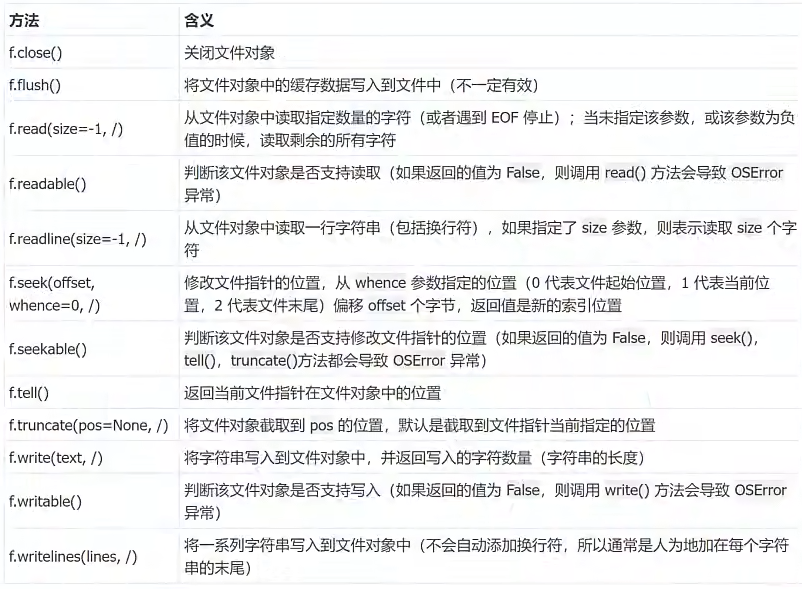 方法 含义
f.close() 关闭文件对象
f.flush() 将文件对象中的缓存数据写入到文件中（不一定有效）
f.read(size=-1, /) 从文件对象中读取指定数量的字符（或者遇到 EOF 停止）；当未指定该参数，或该参数为负
值的时候，读取剩余的所有字符
f.readable() 判断该文件对象是否支持读取（如果返回的值为 False，则调用 read() 方法会导致 OSError
异常）
f.readline(size=-1, /) 从文件对象中读取一行字符串（包括换行符），如果指定了 size 参数，则表示读取 size 个字
符
f.seek(offset, 修改文件指针的位置，从 whence 参数指定的位置（0 代表文件起始位置，1 代表当前位
whence=0, /) 置，2 代表文件末尾）偏移 offset 个字节，返回值是新的索引位置
f.seekable() 判断该文件对象是否支持修改文件指针的位置（如果返回的值为 False，则调用 seek()，
tell()，truncate()方法都会导致 OSError 异常）
f.tell() 返回当前文件指针在文件对象中的位置
f.truncate(pos=None, /) 将文件对象截取到 pos 的位置，默认是截取到文件指针当前指定的位置
f.write(text, /) 将字符串写入到文件对象中，并返回写入的字符数量（字符串的长度）
f.writable() 判断该文件对象是否支持写入（如果返回的值为 False，则调用 write() 方法会导致 OSError
异常）
f.writelines(lines, /) 将一系列字符串写入到文件对象中（不会自动添加换行符，所以通常是人为地加在每个字符
串的末尾）